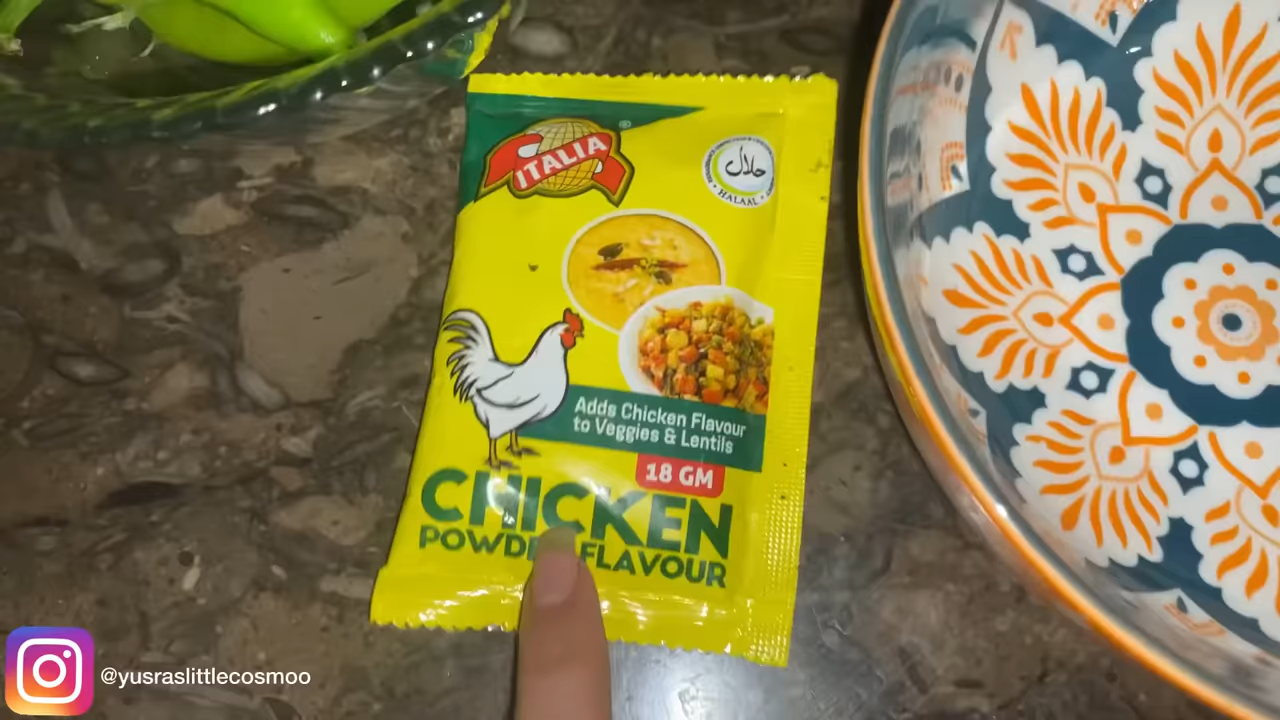 ITALIA
®
حلال
HALAAL
Adds Chicken Flavour
to Veggies & Lentils
18 GM
CHICKEN
FLAVOUR
@yusraslittlecosmoo